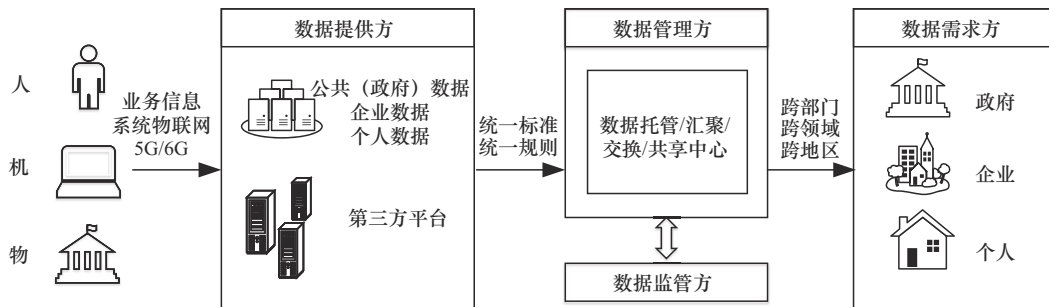 人
机
物
业务信息
系统物联网
5G/6G
数据提供方
公共（政府）数据
企业数据
个人数据
第三方平台
统一标准
统一规则
数据管理方
数据托管/汇聚/
交换/共享中心
数据监管方
跨部门
跨领域
跨地区
数据需求方
政府
企业
个人